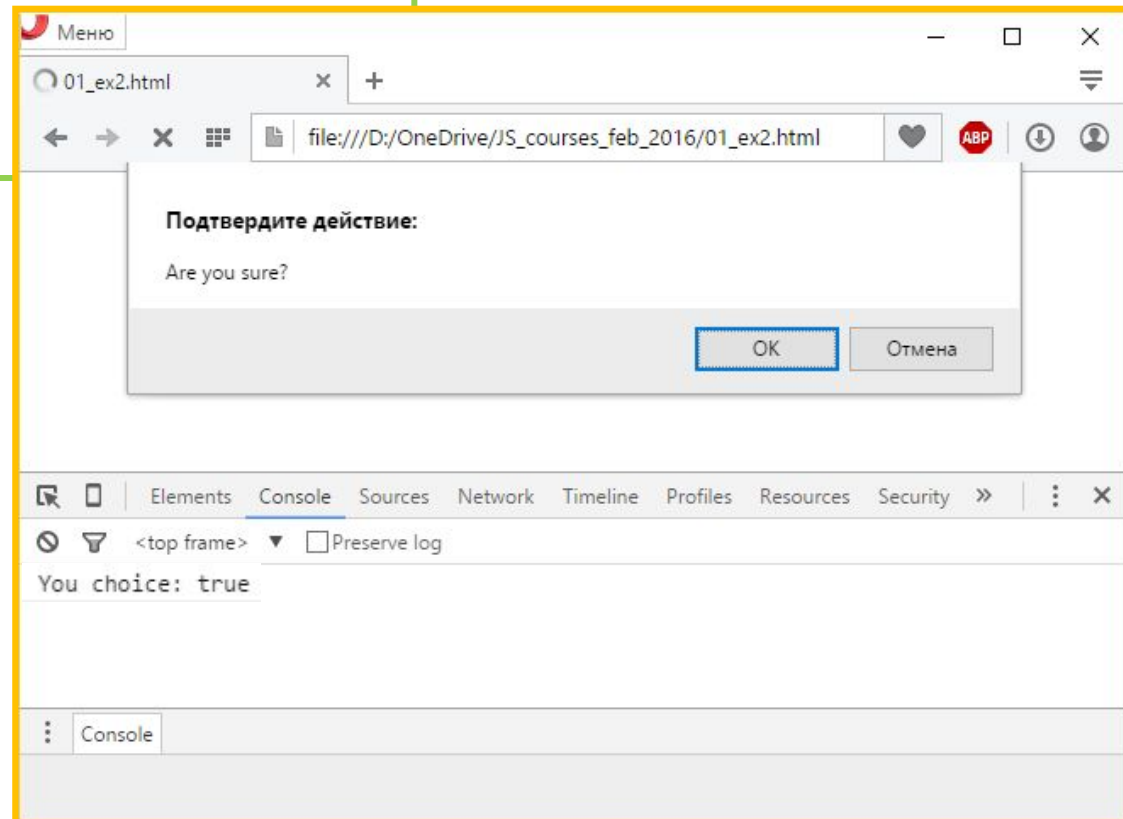 Меню
01_ex2.html
file:///D:/OneDrive/JS_courses_feb_2016/01_ex2.html
ABP
Подтвердите действие:
Are you sure?
OK Отмена
Elements Console Sources Network Timeline Profiles Resources Security »
<top frame> ▼ Preserve log
You choice: true
Console